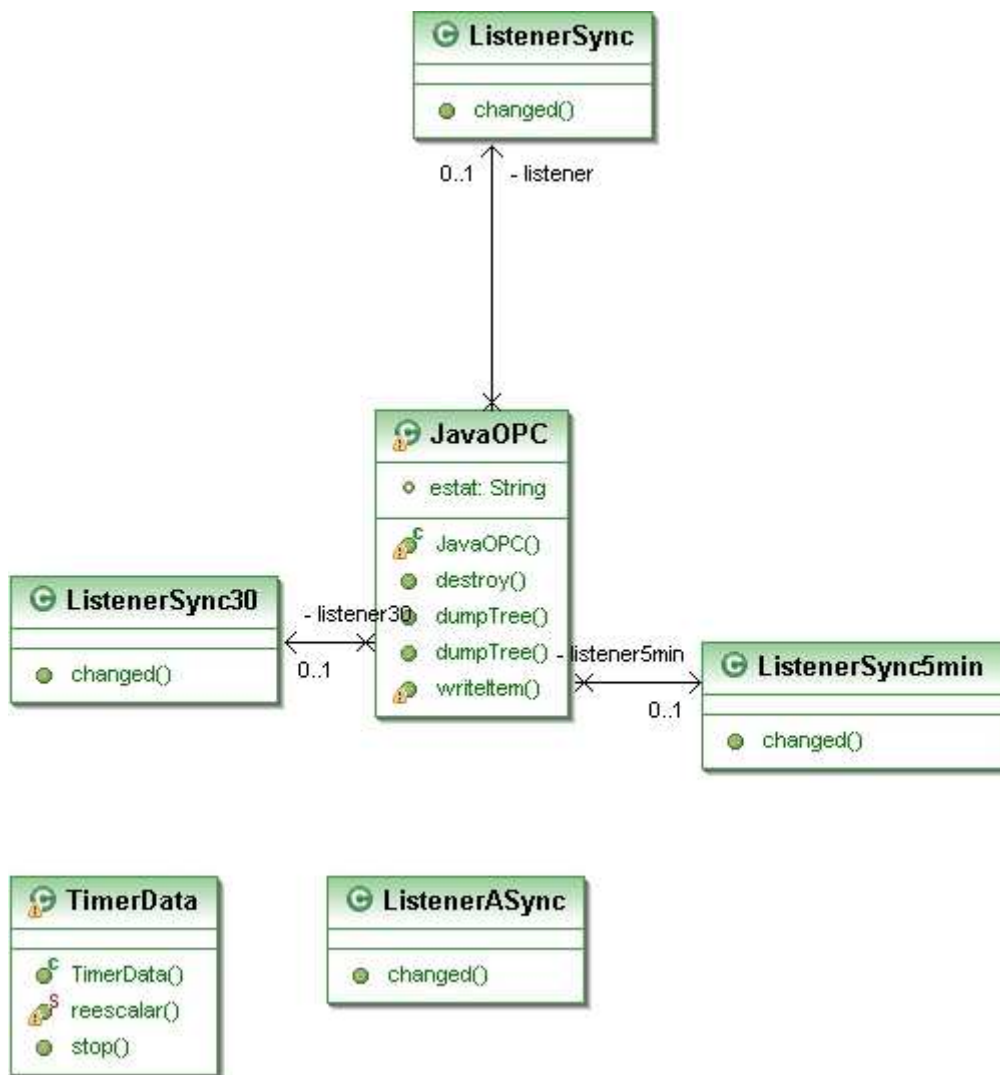 ListenerSync
changed()
0..1 - listener
JavaOPC
estat: String
JavaOPC()
destroy()
dumpTree()
dumpTree()
writeItem()
ListenerSync30
changed()
- listener30
0..1
- listener5min
0..1
ListenerSync5min
changed()
TimerData
TimerData()
reescalar()
stop()
ListenerASync
changed()